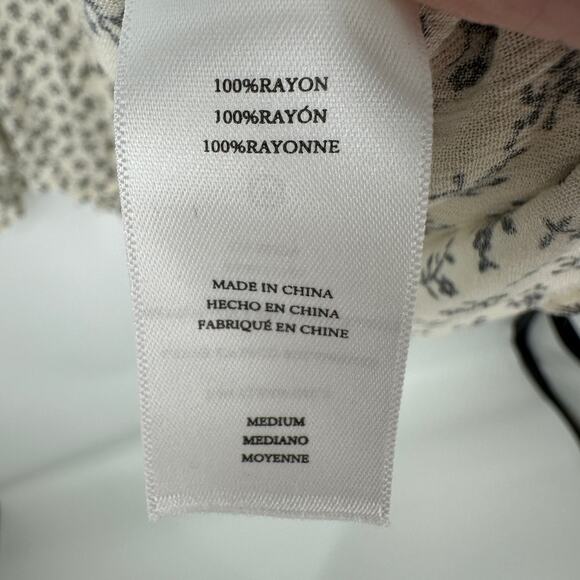 100%RAYON
100%RAYÓN
100%RAYONNE
MADE IN CHINA
HECHO EN CHINA
FABRIQUÉ EN CHINE
MEDIUM
MEDIANO
MOYENNE